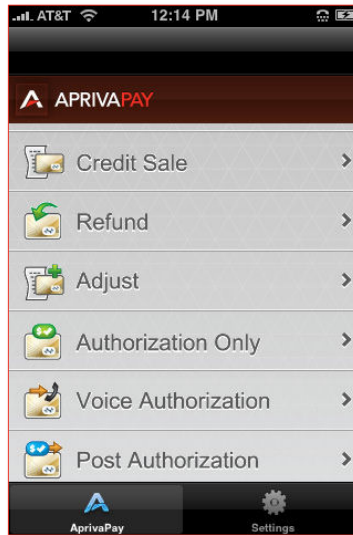 AT&T 12:14 PM
APRIVAPAY
Credit Sale
Refund
Adjust
Authorization Only
Voice Authorization
Post Authorization
AprivaPay Settings